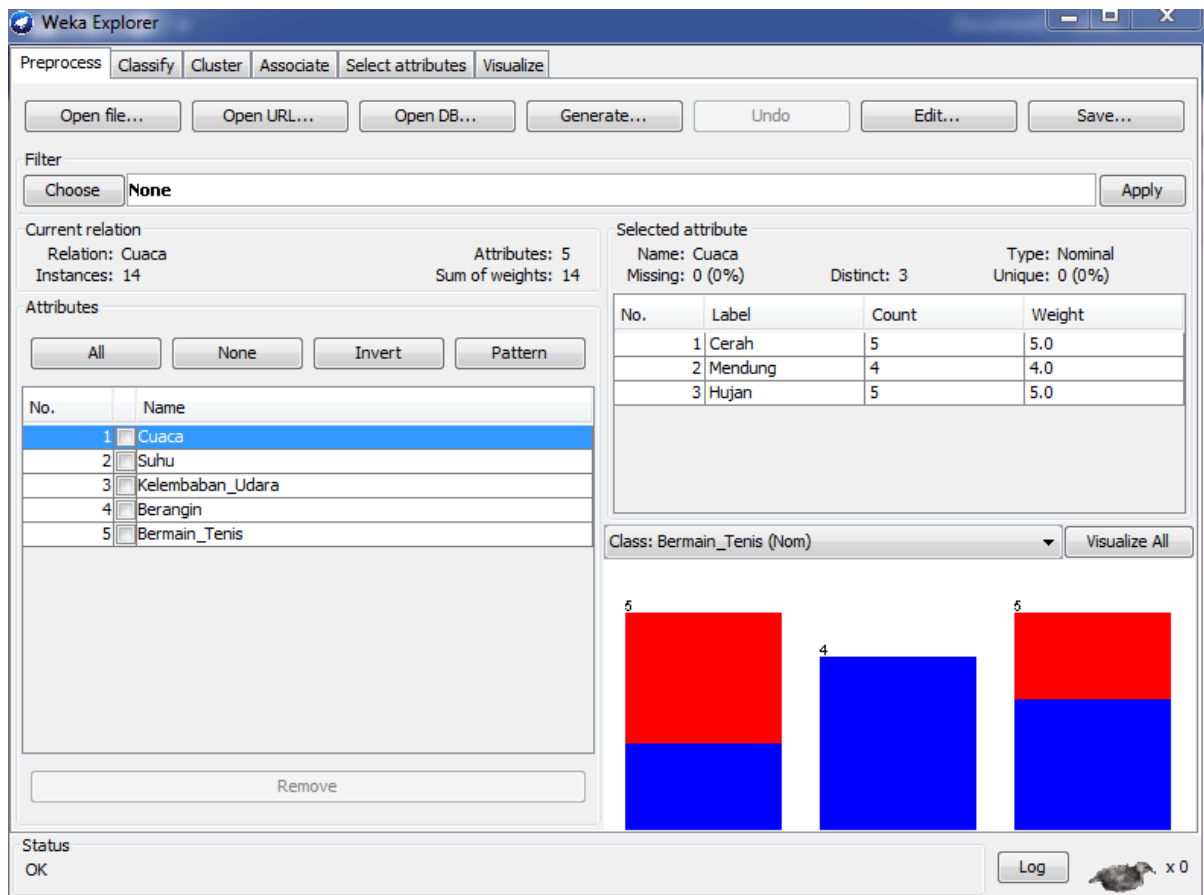 Weka Explorer
Preprocess Classify Cluster Associate Select attributes Visualize
Open file... Open URL... Open DB... Generate... Undo Edit... Save...
Filter
Choose None Apply
Current relation
Relation: Cuaca Attributes: 5
Instances: 14 Sum of weights: 14
Attributes
All None Invert Pattern
No. Name
1 Cuaca
2 Suhu
3 Kelembaban_Udara
4 Berangin
5 Bermain_Tenis
Remove
Selected attribute
Name: Cuaca Type: Nominal
Missing: 0 (0%) Distinct: 3 Unique: 0 (0%)
No. Label Count Weight
1 Cerah 5 5.0
2 Mendung 4 4.0
3 Hujan 5 5.0
Class: Bermain_Tenis (Nom) Visualize All
5 4 5
Status
OK
Log x 0